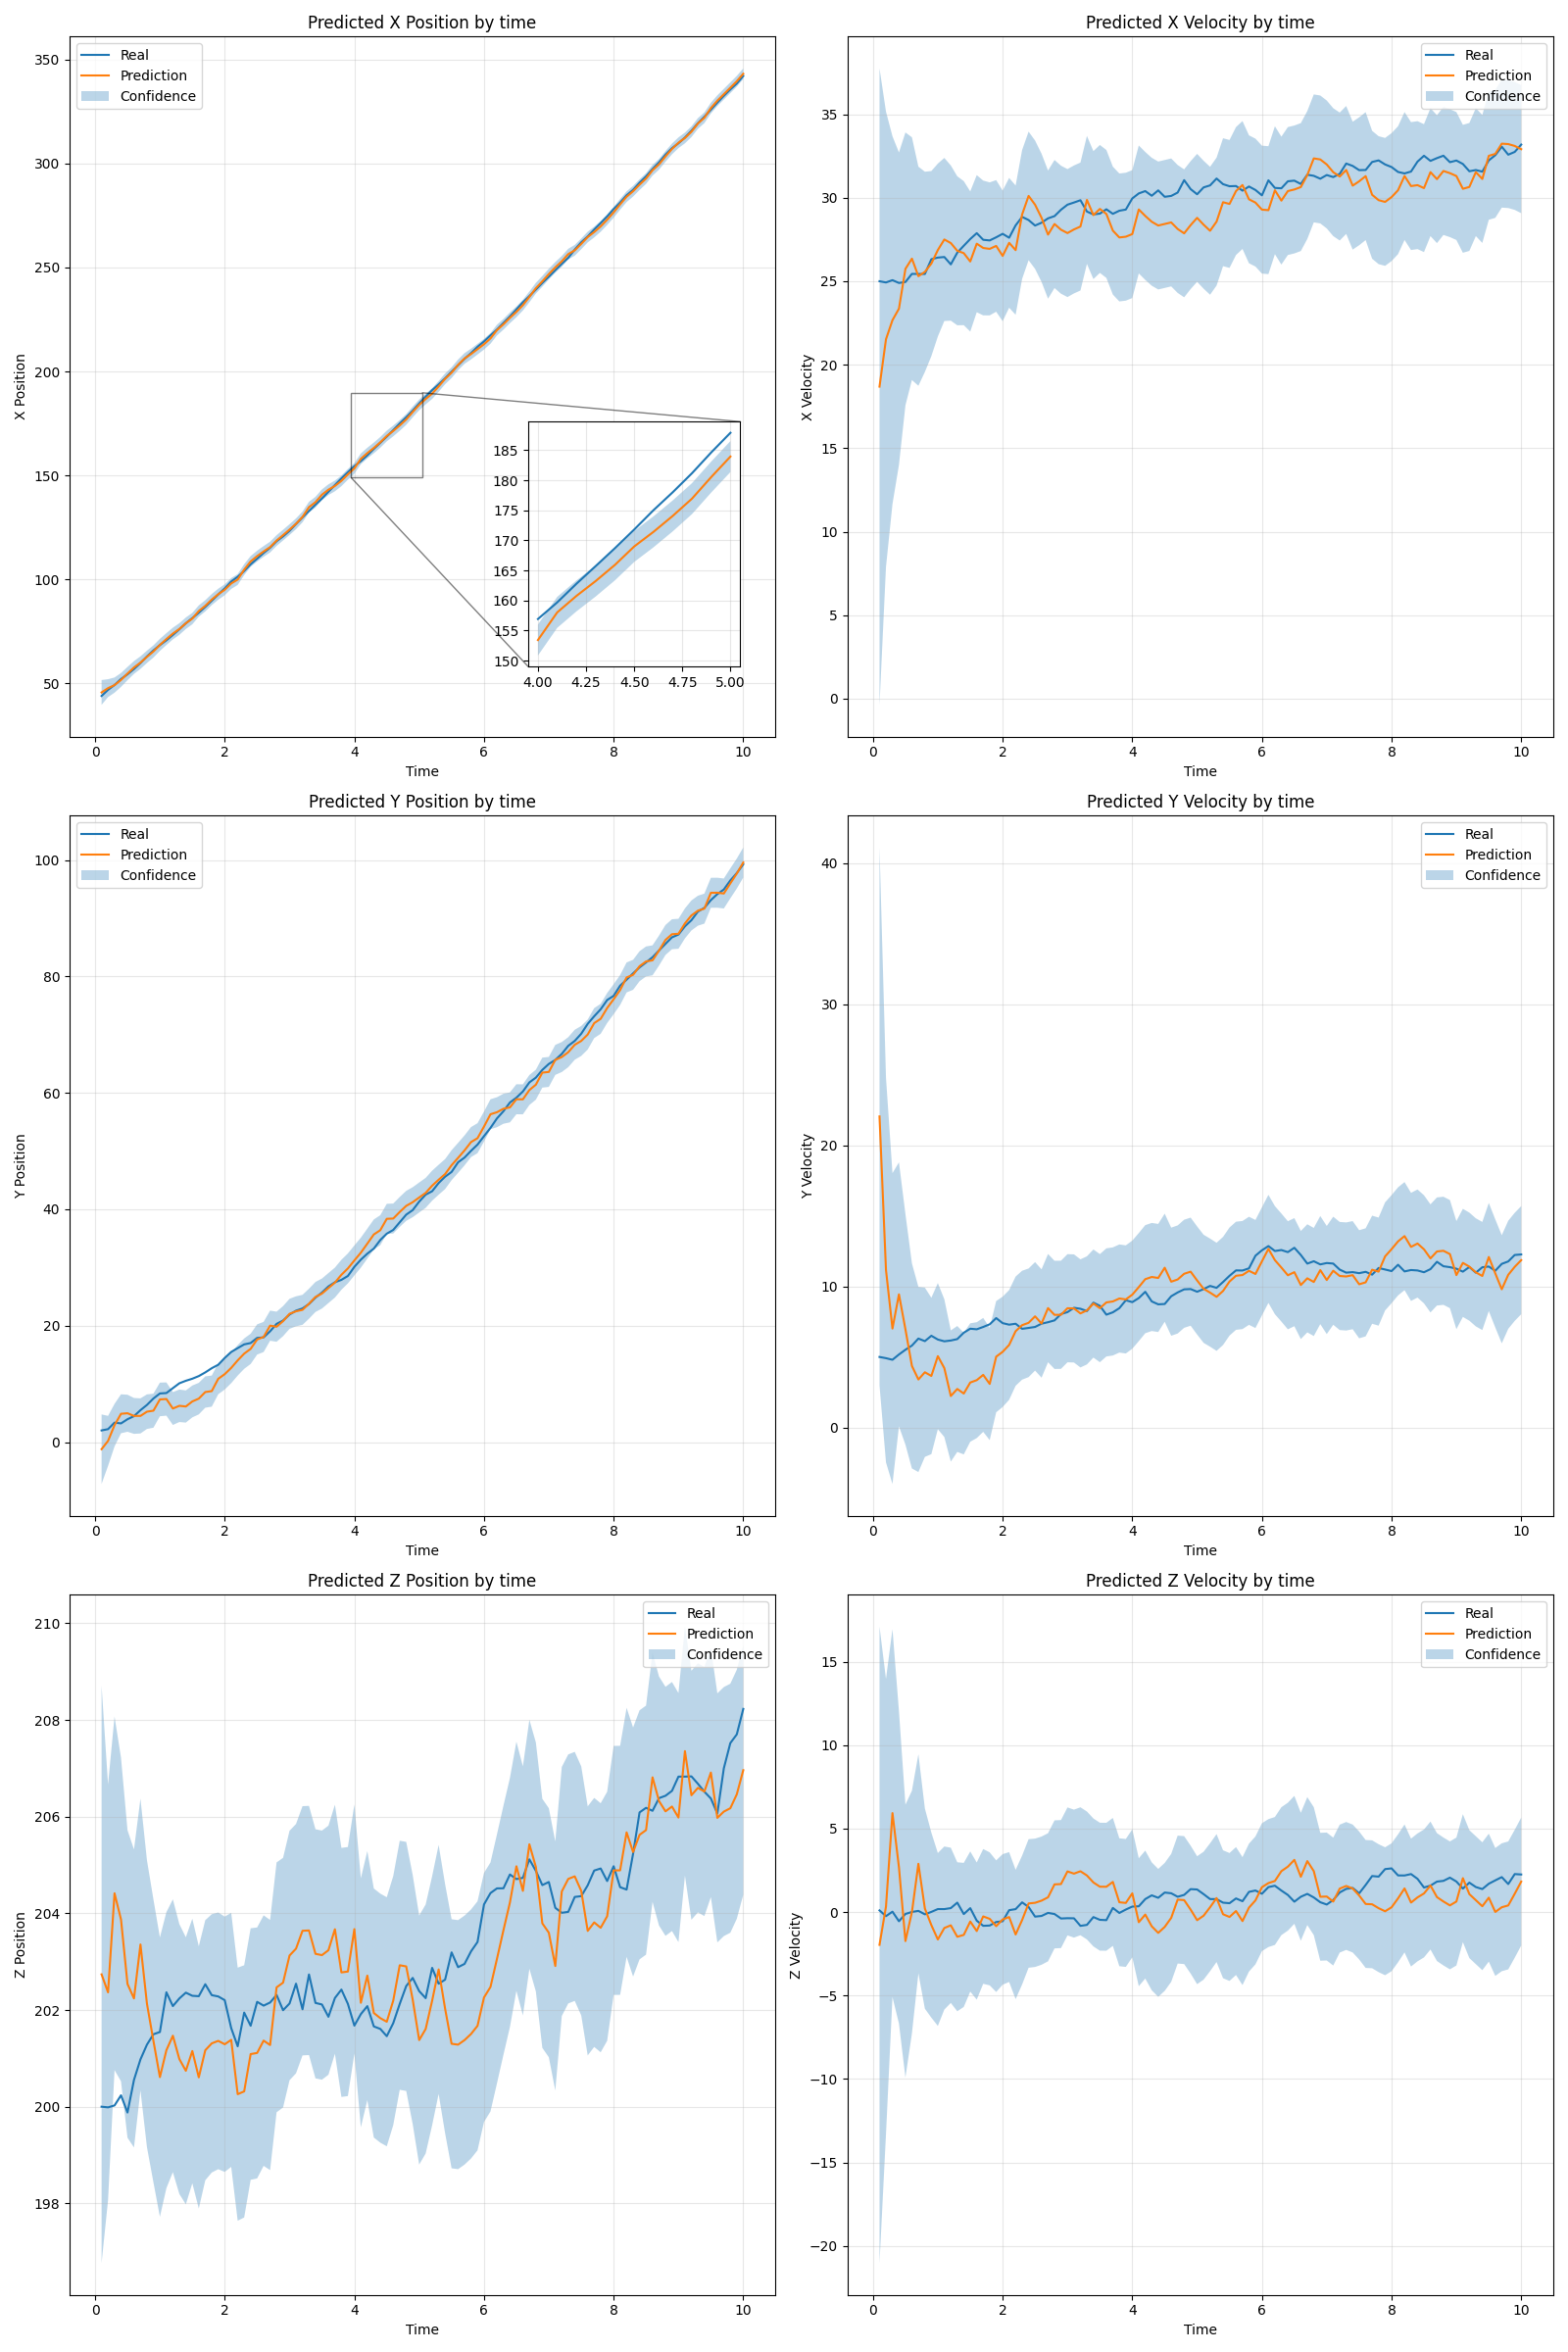 Predicted X Position by time
Real
Prediction
Confidence
350
300
250
200
150
100
50
X Position
185
180
175
170
165
160
155
150
4.00 4.25 4.50 4.75 5.00
0 2 4 6 8 10
Time
Predicted X Velocity by time
Real
Prediction
Confidence
35
30
25
20
15
10
5
0
X Velocity
0 2 4 6 8 10
Time
Predicted Y Position by time
Real
Prediction
Confidence
100
80
60
40
20
0
Y Position
0 2 4 6 8 10
Time
Predicted Y Velocity by time
Real
Prediction
Confidence
40
30
20
10
0
Y Velocity
0 2 4 6 8 10
Time
Predicted Z Position by time
Real
Prediction
Confidence
210
208
206
204
202
200
198
Z Position
0 2 4 6 8 10
Time
Predicted Z Velocity by time
Real
Prediction
Confidence
15
10
5
0
−5
−10
−15
−20
Z Velocity
0 2 4 6 8 10
Time